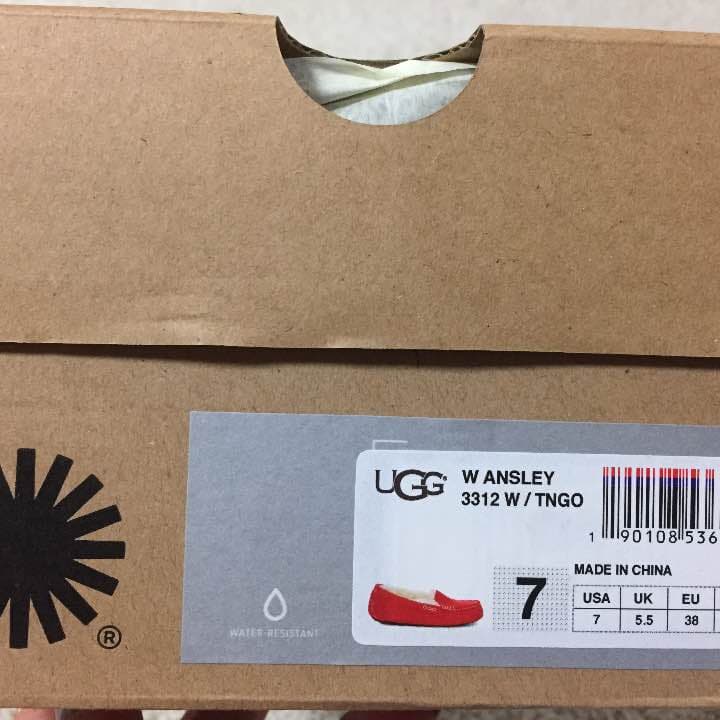 UGG®
W ANSLEY
3312 W / TNGO
1 90108 536
MADE IN CHINA
7
USA UK EU
7 5.5 38
WATER-RESISTANT
®